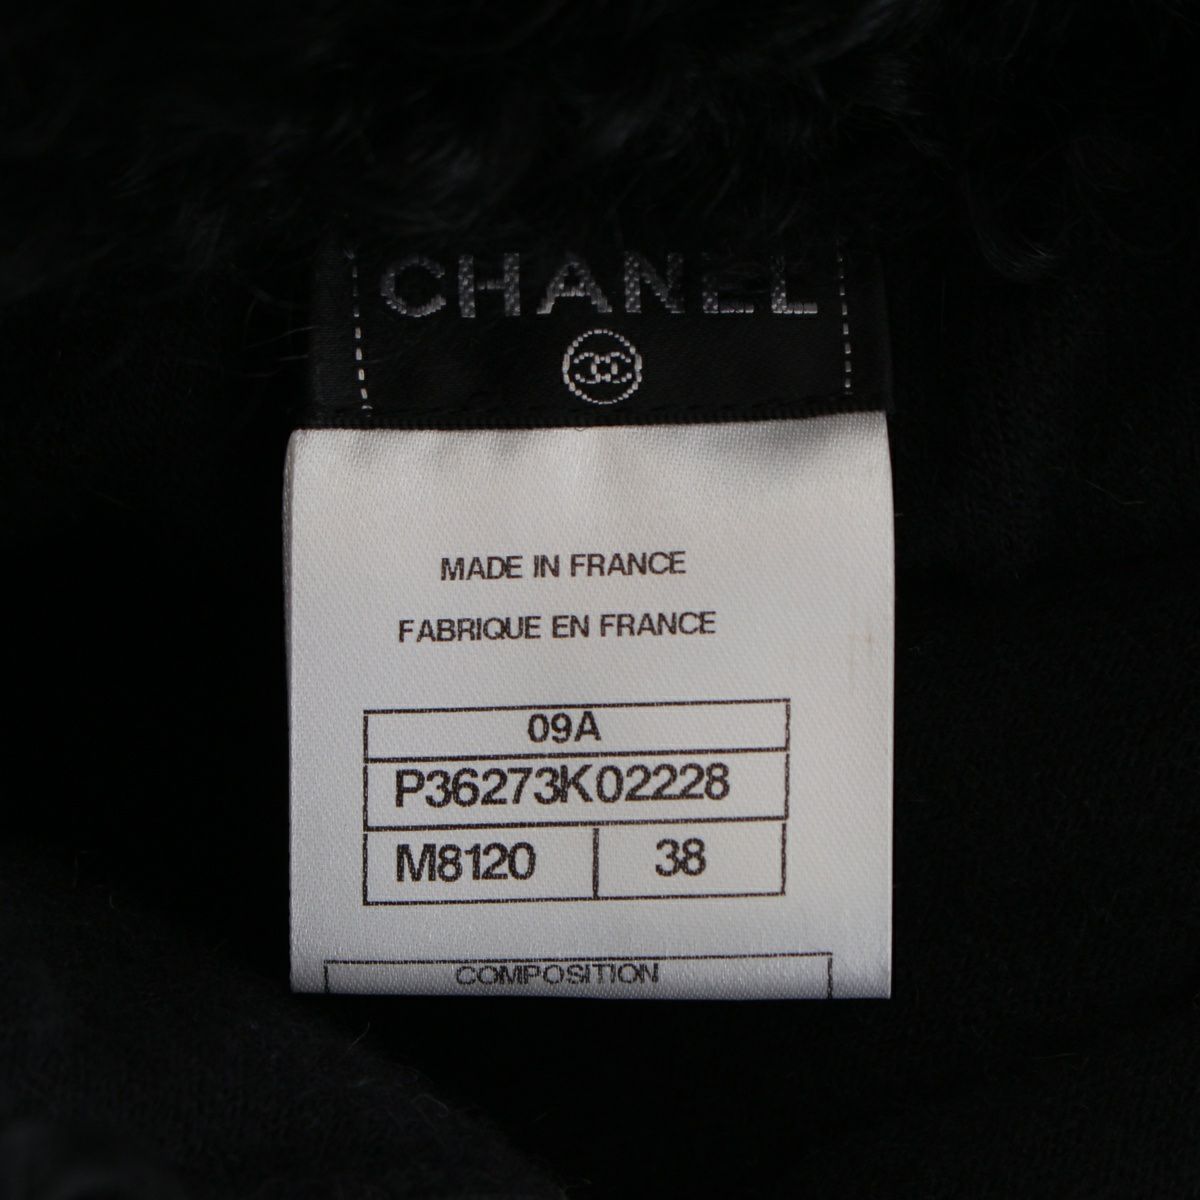 CHANEL
MADE IN FRANCE
FABRIQUE EN FRANCE
09A
P36273K02228
M8120 38
COMPOSITION